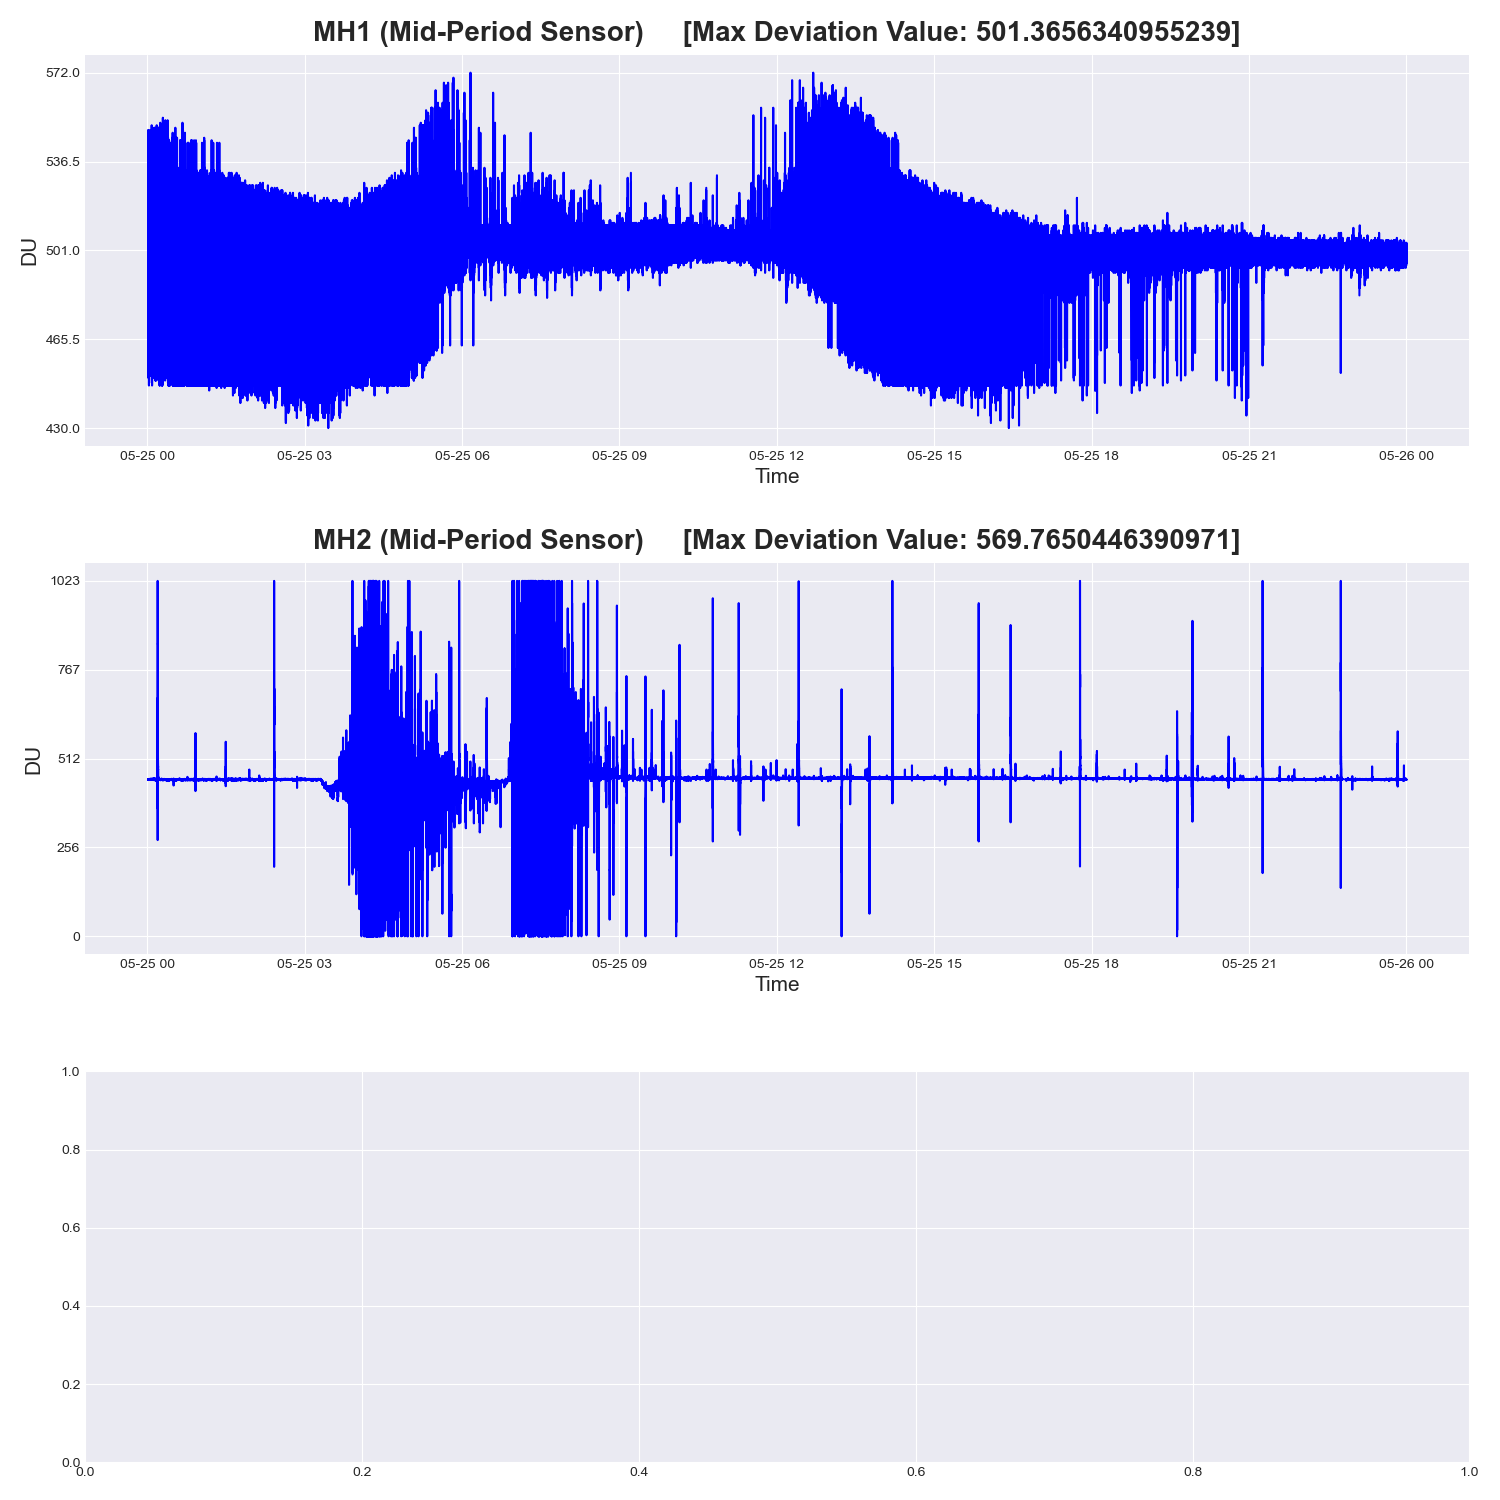 MH1 (Mid-Period Sensor) [Max Deviation Value: 501.3656340955239]
572.0
536.5
501.0
465.5
430.0
DU
05-25 00 05-25 03 05-25 06 05-25 09 05-25 12 05-25 15 05-25 18 05-25 21 05-26 00
Time
MH2 (Mid-Period Sensor) [Max Deviation Value: 569.7650446390971]
1023
767
512
256
0
DU
05-25 00 05-25 03 05-25 06 05-25 09 05-25 12 05-25 15 05-25 18 05-25 21 05-26 00
Time
1.0
0.8
0.6
0.4
0.2
0.0
0.0 0.2 0.4 0.6 0.8 1.0